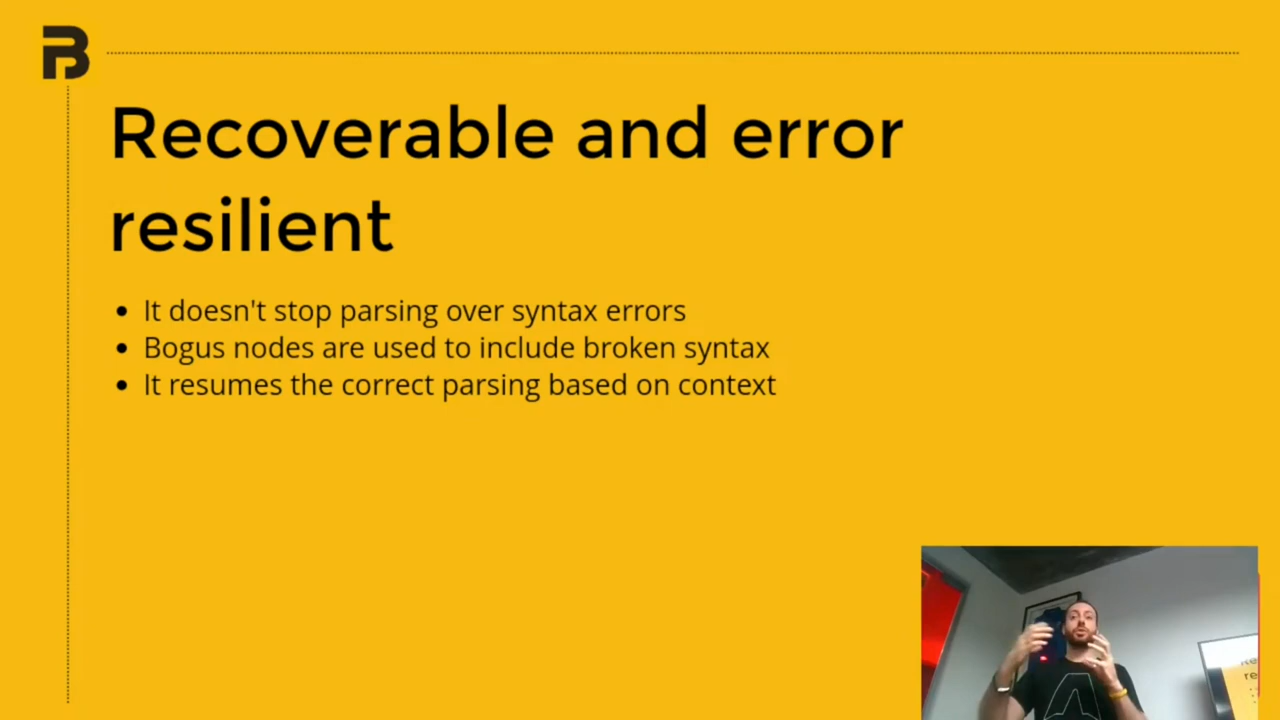 B
Recoverable and error
resilient
• It doesn't stop parsing over syntax errors
• Bogus nodes are used to include broken syntax
• It resumes the correct parsing based on context